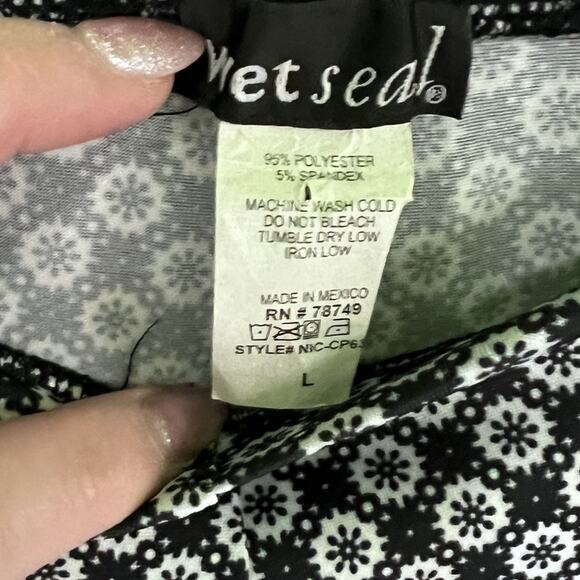 Wet seal®
95% POLYESTER
5% SPANDEX
MACHINE WASH COLD
DO NOT BLEACH
TUMBLE DRY LOW
IRON LOW
MADE IN MEXICO
RN # 78749
STYLE# NIC-CP63
L